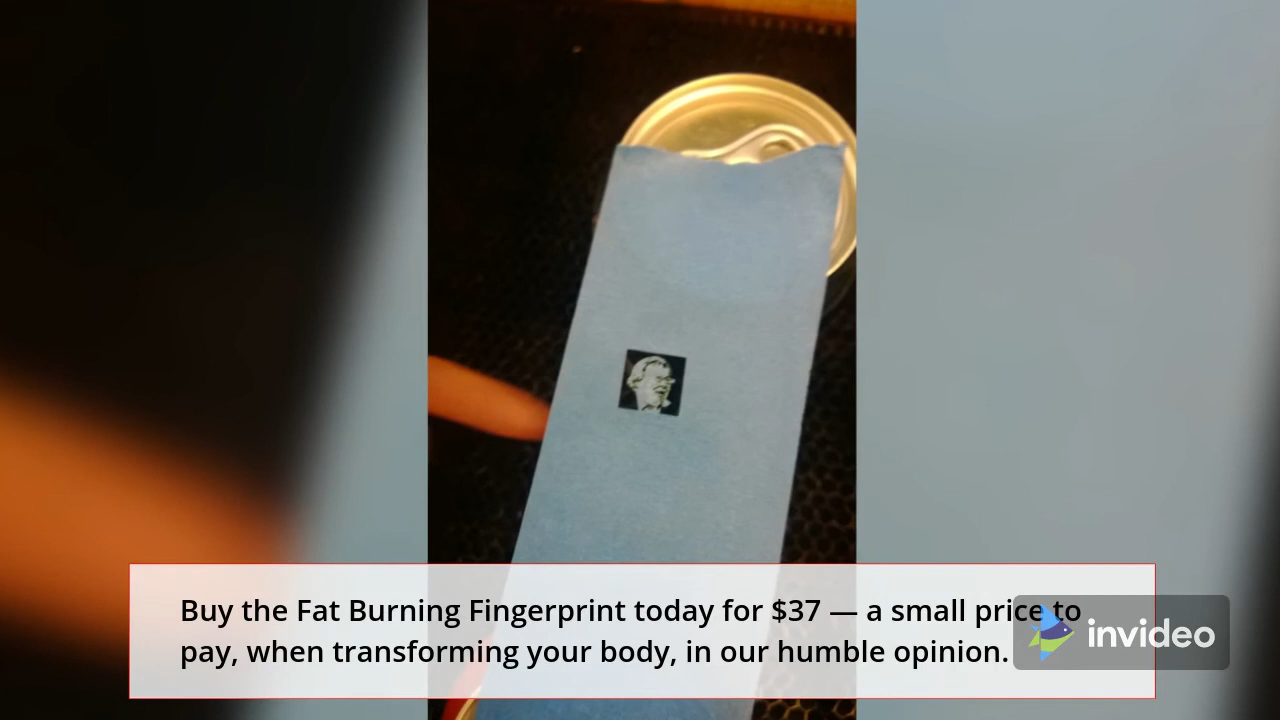 Buy the Fat Burning Fingerprint today for $37 — a small price to
pay, when transforming your body, in our humble opinion.
invideo